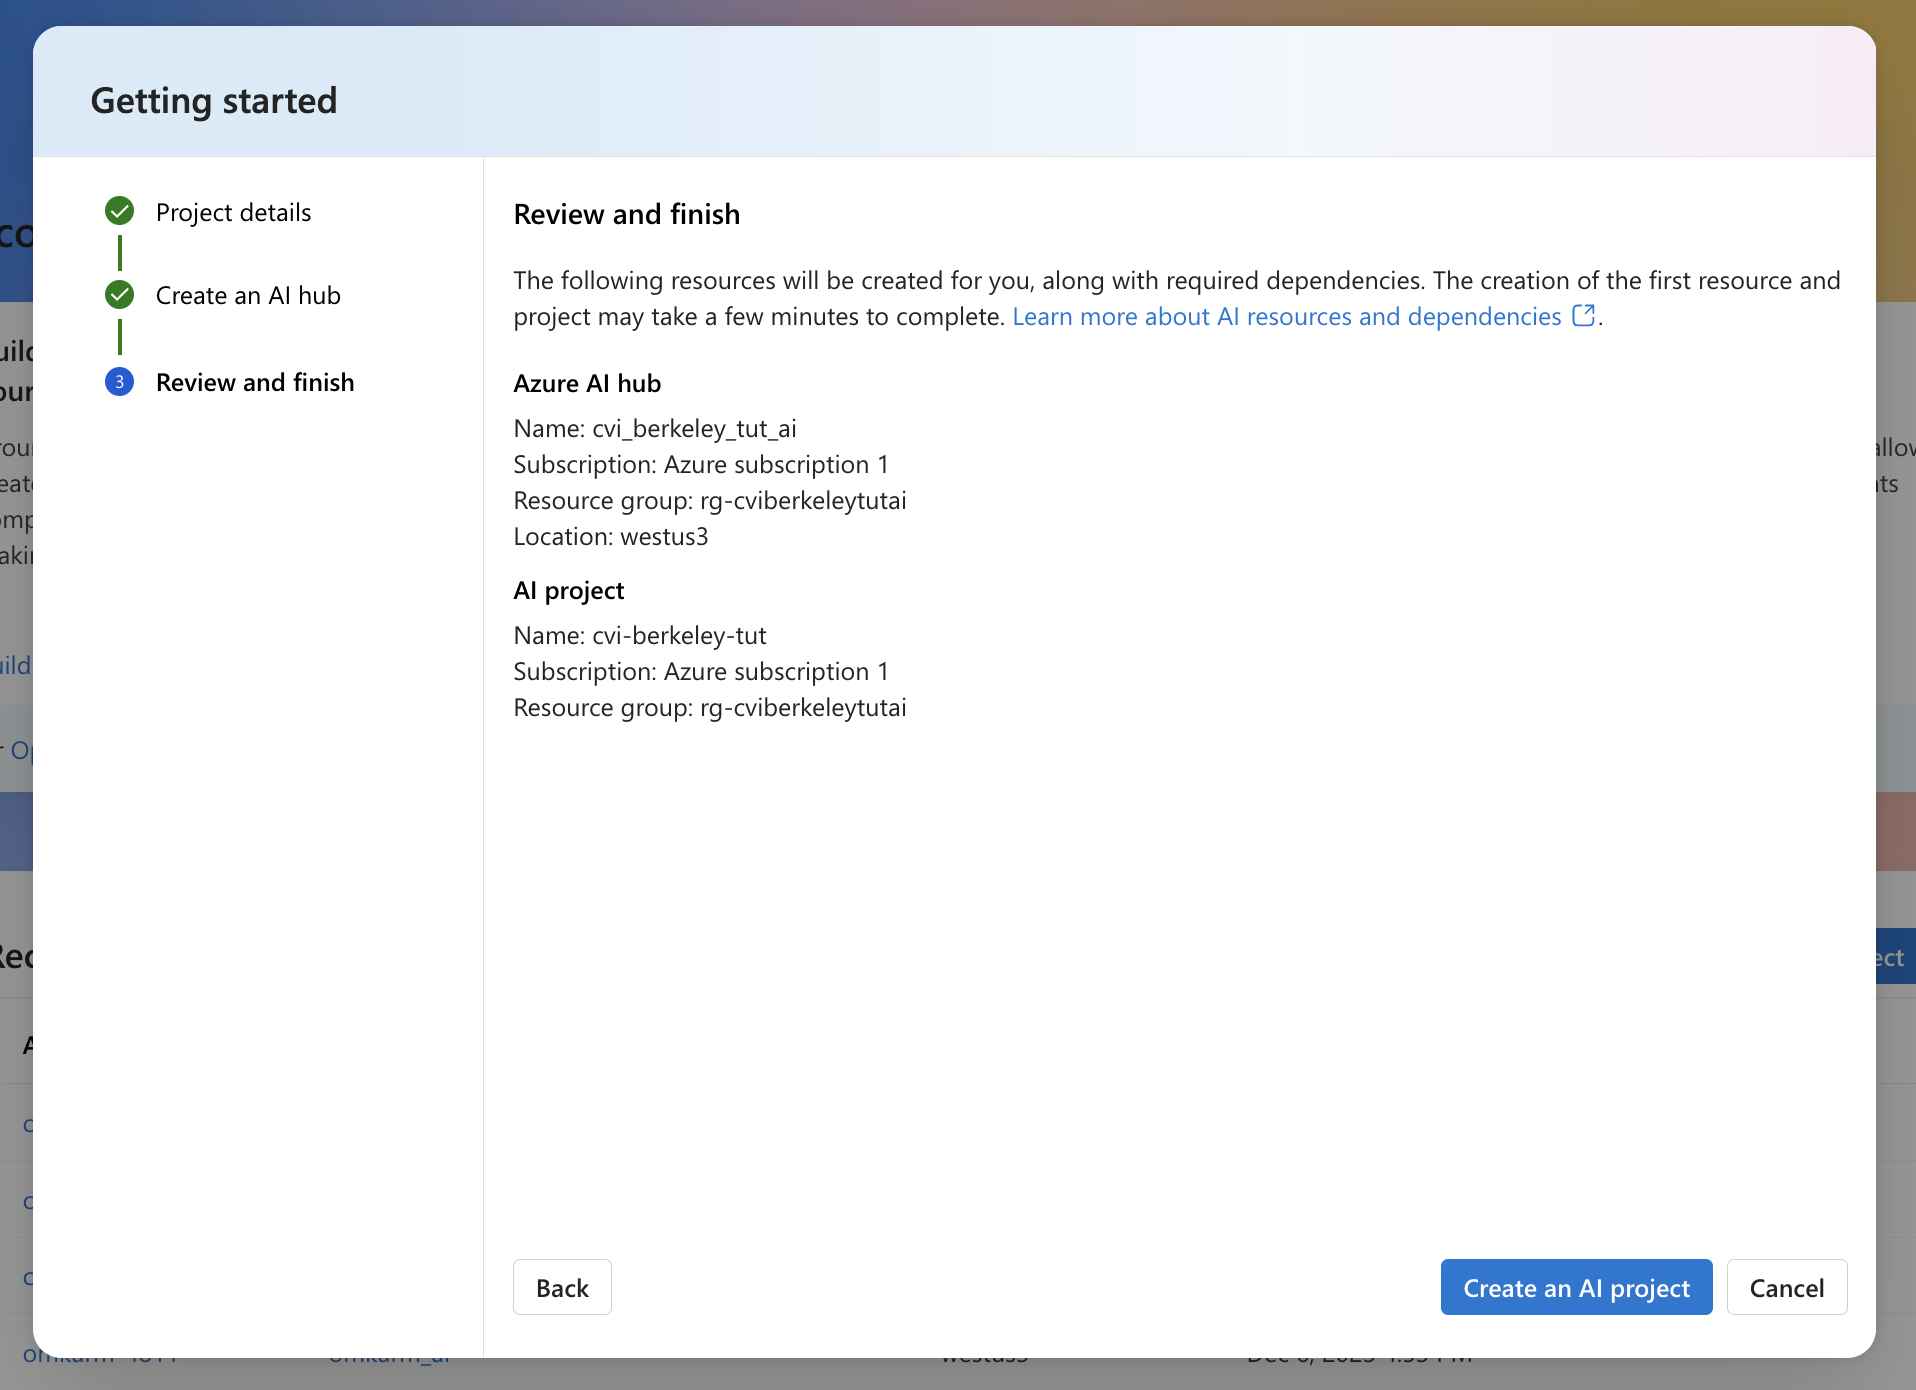 Getting started
Project details
Create an AI hub
3
Review and finish
Review and finish
The following resources will be created for you, along with required dependencies. The creation of the first resource and
project may take a few minutes to complete. Learn more about AI resources and dependencies.
Azure AI hub
Name: cvi_berkeley_tut_ai
Subscription: Azure subscription 1
Resource group: rg-cviberkeleytutai
Location: westus3
AI project
Name: cvi-berkeley-tut
Subscription: Azure subscription 1
Resource group: rg-cviberkeleytutai
Back
Create an AI project
Cancel